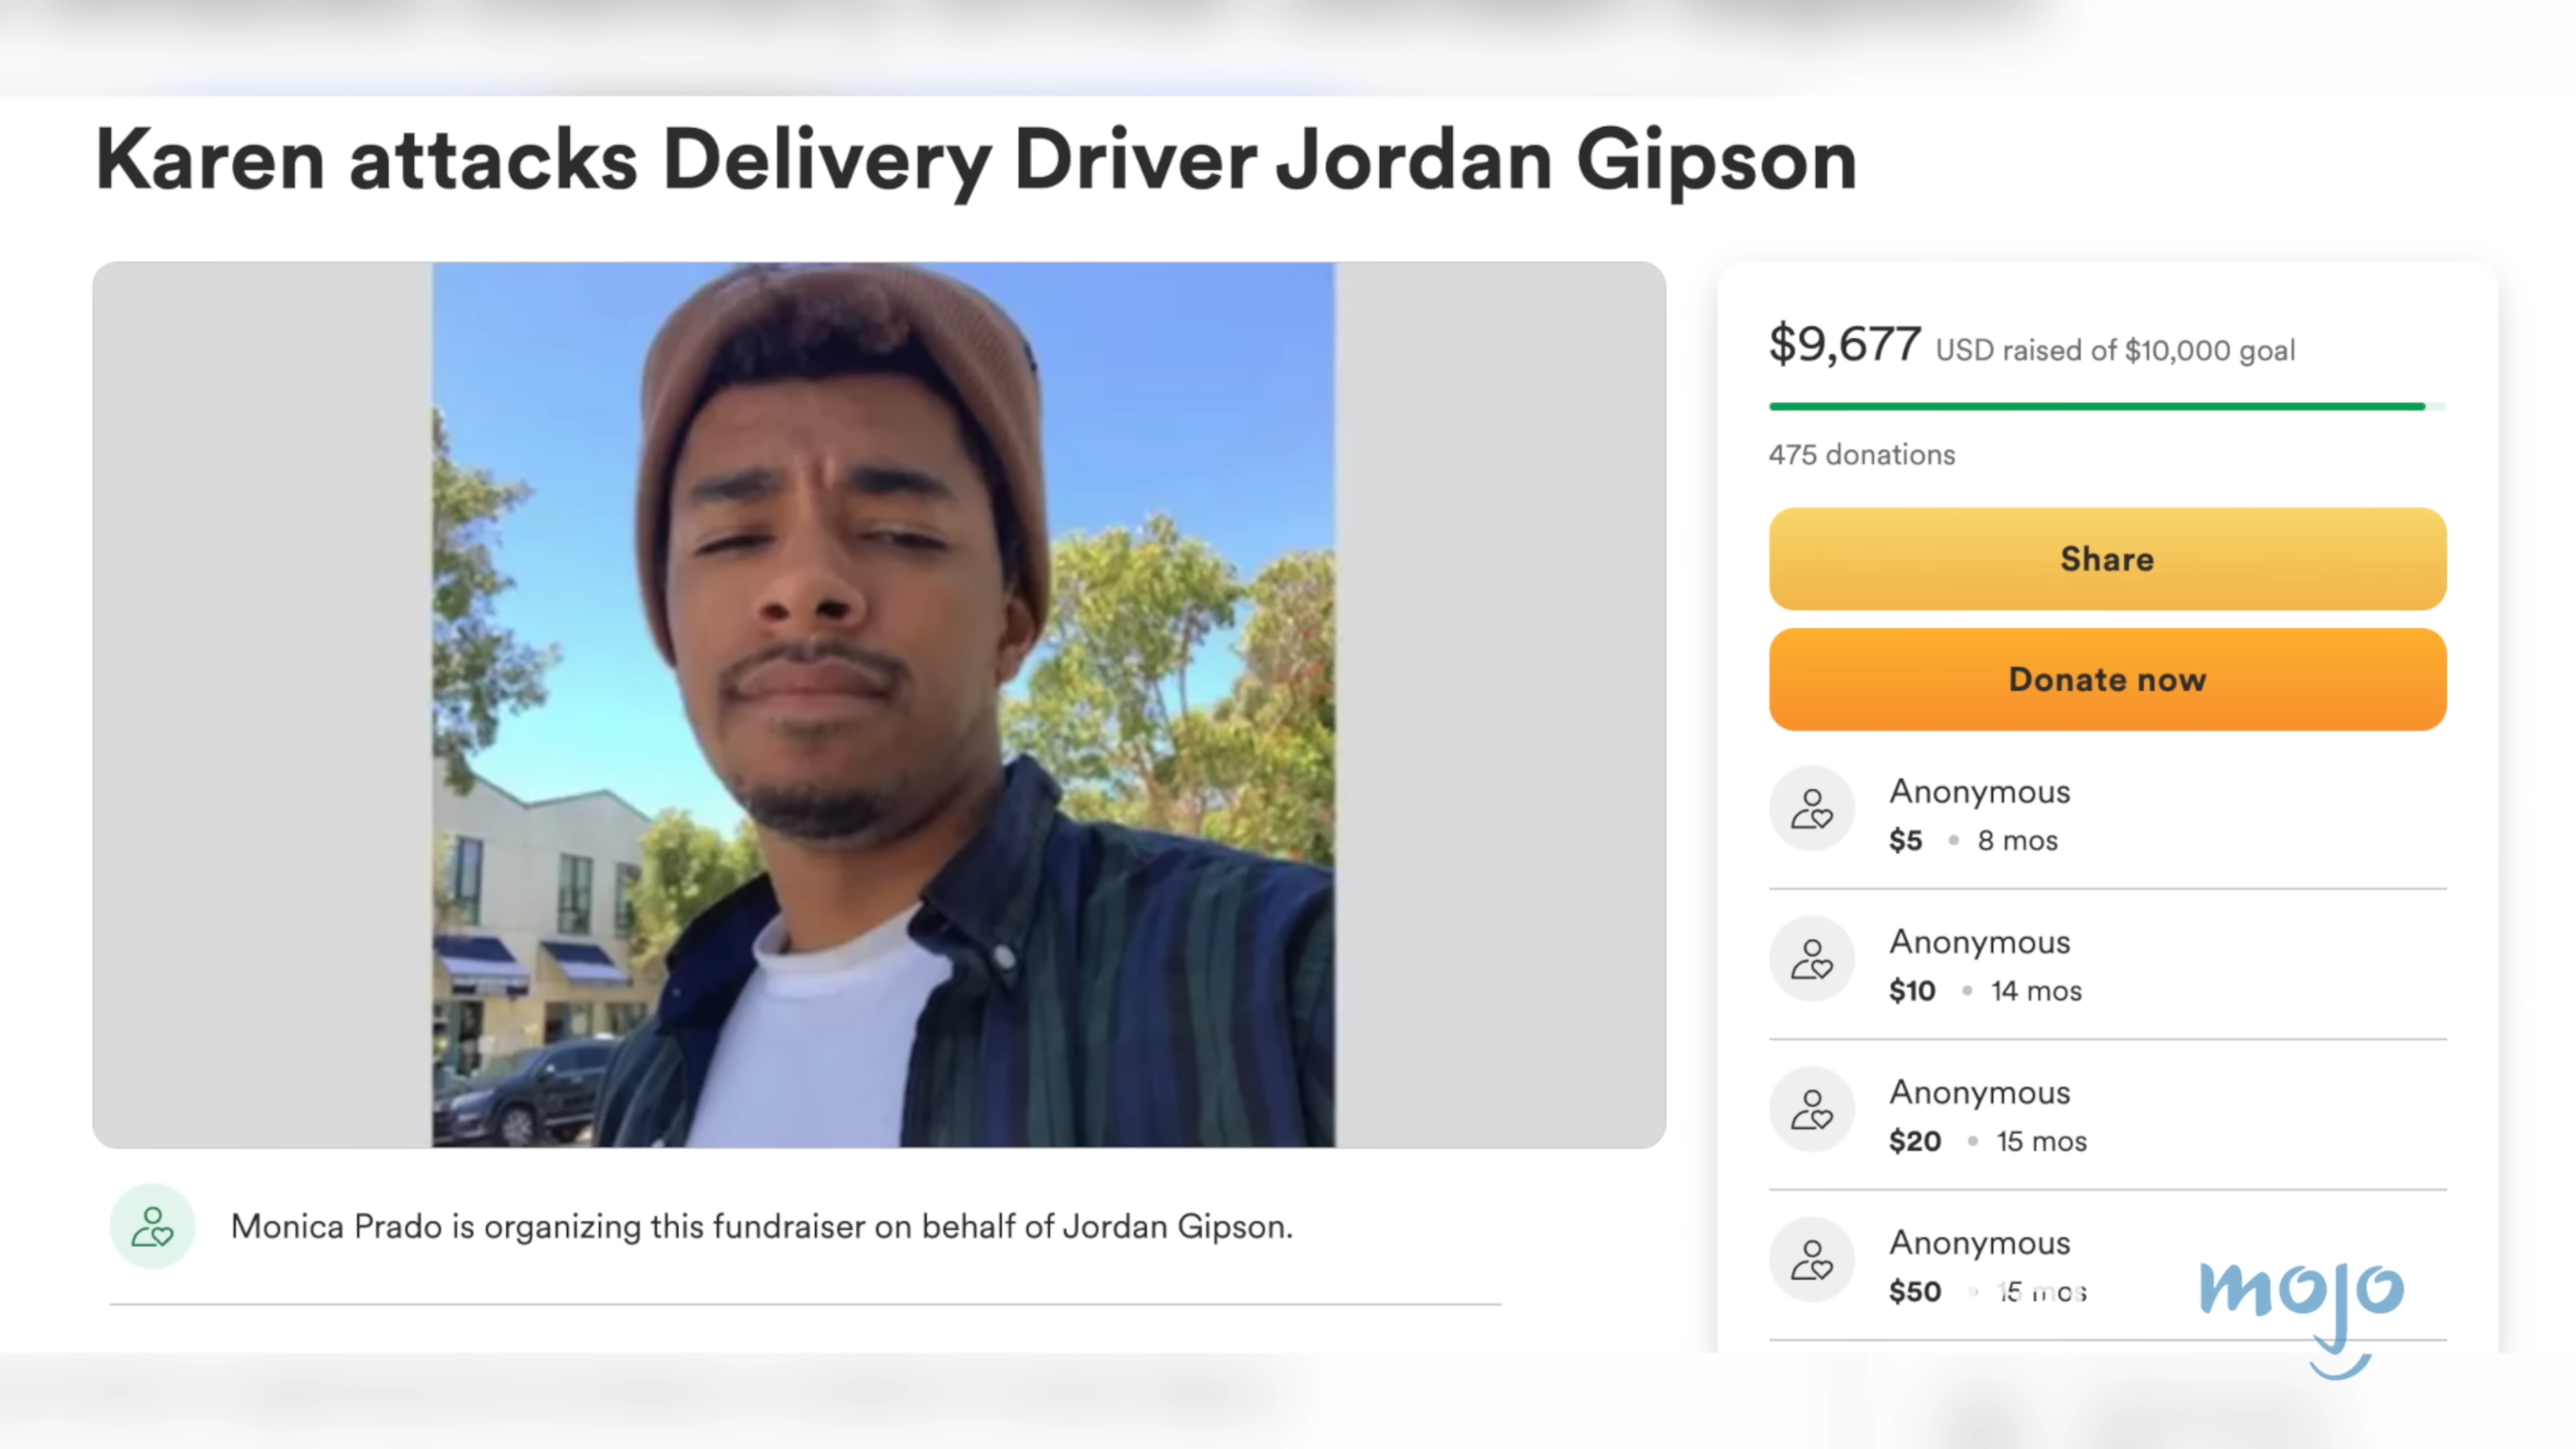 Karen attacks Delivery Driver Jordan Gipson
$9,677 USD raised of $10,000 goal
475 donations
Share
Donate now
Anonymous
$5 • 8 mos
Anonymous
$10 • 14 mos
Anonymous
$20 • 15 mos
Anonymous
$50 • 15 mos
Monica Prado is organizing this fundraiser on behalf of Jordan Gipson.
mojo